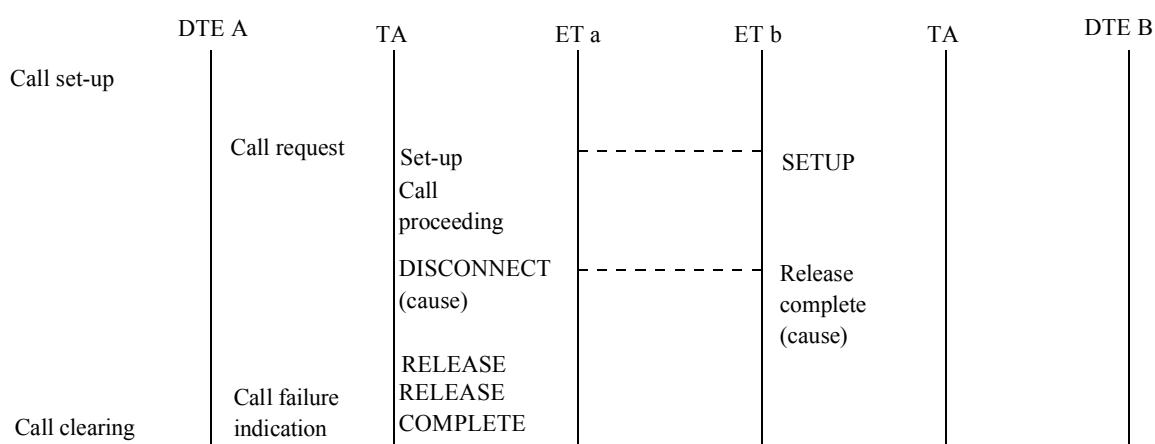 DTE A
TA
ET a
ET b
TA
DTE B
Call set-up
Call request
Set-up
Call
proceeding
SETUP
DISCONNECT
(cause)
Release
complete
(cause)
RELEASE
RELEASE
COMPLETE
Call failure
indication
Call clearing